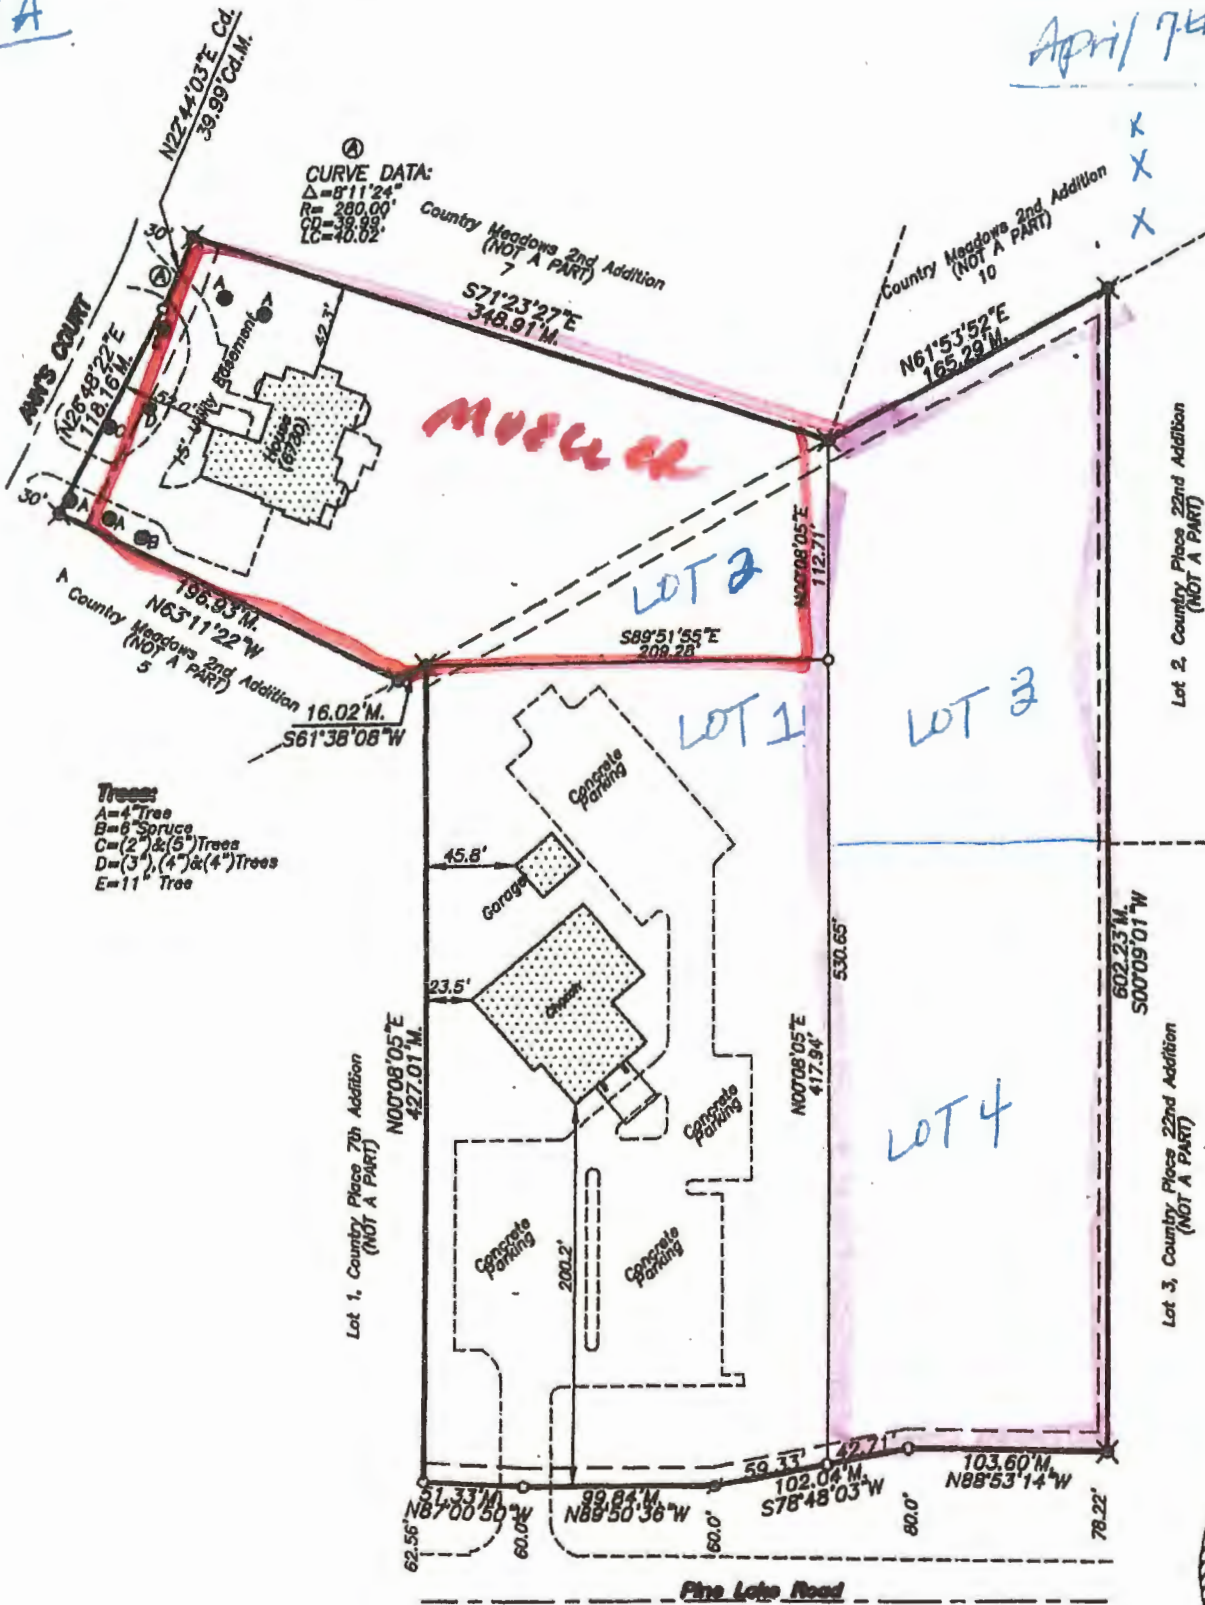 A
April 7th
x
X
X
N22°44'03"E Cd.
39.99'Cd.M.
A
CURVE DATA:
Δ=8°11'24"
R= 280.00'
CD=39.99'
LC=40.02'
Country Meadows 2nd Addition
(NOT A PART)
7
Country Meadows 2nd Addition
(NOT A PART)
10
30'
A
A
A
S71°23'27"E
348.91'M.
N61°53'52"E
165.29'M.
ANN'S COURT
N26°48'22"E
118.16'M.
15' Utility Easement
42.3'
House
(6720)
C
D
30'
A
A
B
N00°08'05"E
112.71'
Lot 2, Country Place 22nd Addition
(NOT A PART)
LOT 2
196.93'M.
N63°11'22"W
A
Country Meadows 2nd Addition
(NOT A PART)
5
S89°51'55"E
209.28'
16.02'M.
S61°38'08"W
LOT 1
LOT 3
Concrete
Parking
Trees:
A=4"Tree
B=6"Spruce
C=(2")&(5")Trees
D=(3"),(4")&(4")Trees
E=11" Tree
45.8'
Garage
530.65'
602.23'M.
S00°09'01"W
23.5'
Church
N00°08'05"E
427.01'M.
N00°08'05"E
417.94'
Concrete
Parking
LOT 4
Lot 1, Country Place 7th Addition
(NOT A PART)
Lot 3, Country Place 22nd Addition
(NOT A PART)
Concrete
Parking
Concrete
Parking
200.2'
51.33'M.
N87°00'50"W
99.84'M.
N89°50'36"W
59.33'
42.71'
102.04'M.
S78°48'03"W
103.60'M.
N88°53'14"W
62.56'
60.0'
60.0'
80.0'
78.22'
Pine Lake Road